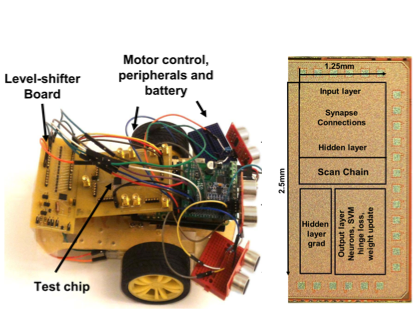 Motor control,
peripherals and
battery
Level-shifter
Board
Test chip
1.25mm
2.5mm
Input layer
Synapse
Connections
Hidden layer
Scan Chain
Hidden
layer
grad
Output layer
Neurons, SVM
hinge loss,
weight update